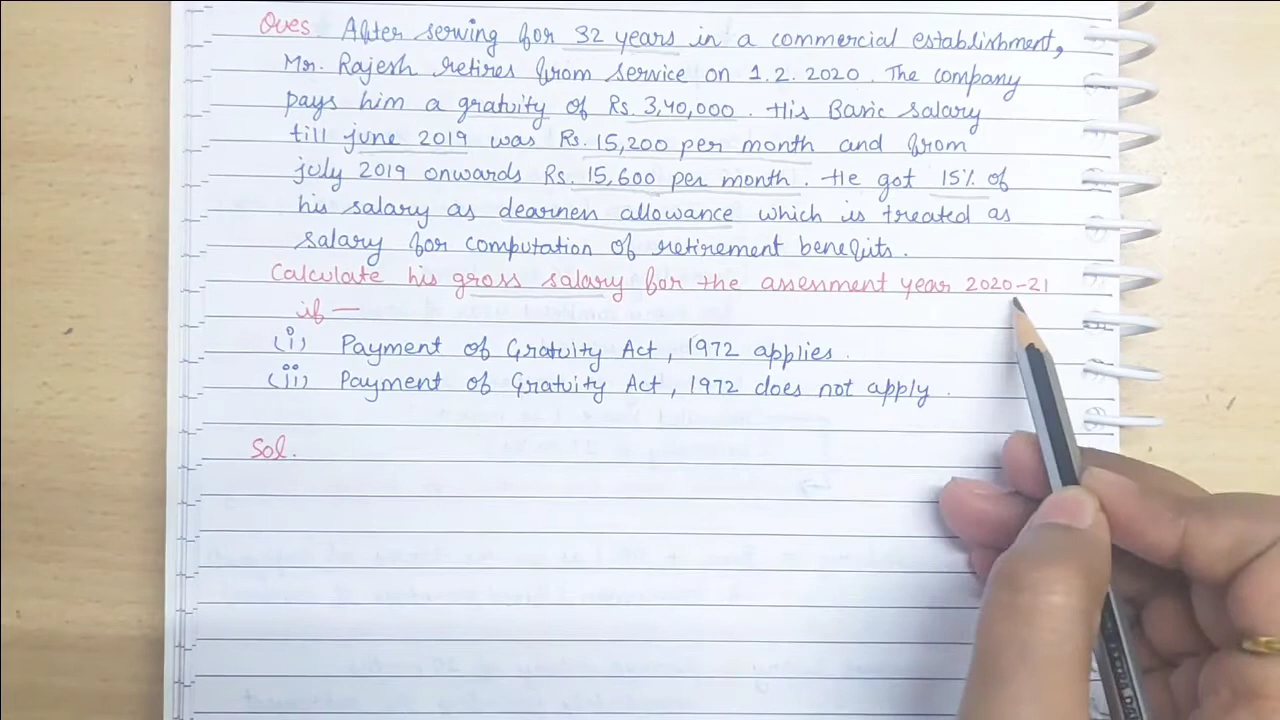 Ques. After serving for 32 years in a commercial establishment,
Mr. Rajesh retires from service on 1.2.2020. The company
pays him a gratuity of Rs. 3,40,000. His Basic salary
till june 2019 was Rs. 15,200 per month and from
july 2019 onwards Rs. 15,600 per month. He got 15% of
his salary as dearness allowance which is treated as
salary for computation of retirement benefits.
Calculate his gross salary for the assessment year 2020-21
if —
(i) Payment of Gratuity Act, 1972 applies.
(ii) Payment of Gratuity Act, 1972 does not apply.
Sol.